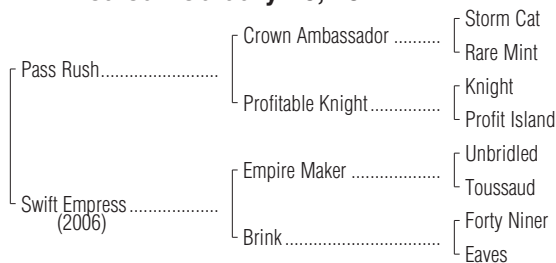 Storm Cat
Crown Ambassador ..........
Rare Mint
Pass Rush.........................
Knight
Profitable Knight...............
Profit Island
Unbridled
Empire Maker ...................
Toussaud
Swift Empress ...................
(2006)
Forty Niner
Brink.................................
Eaves